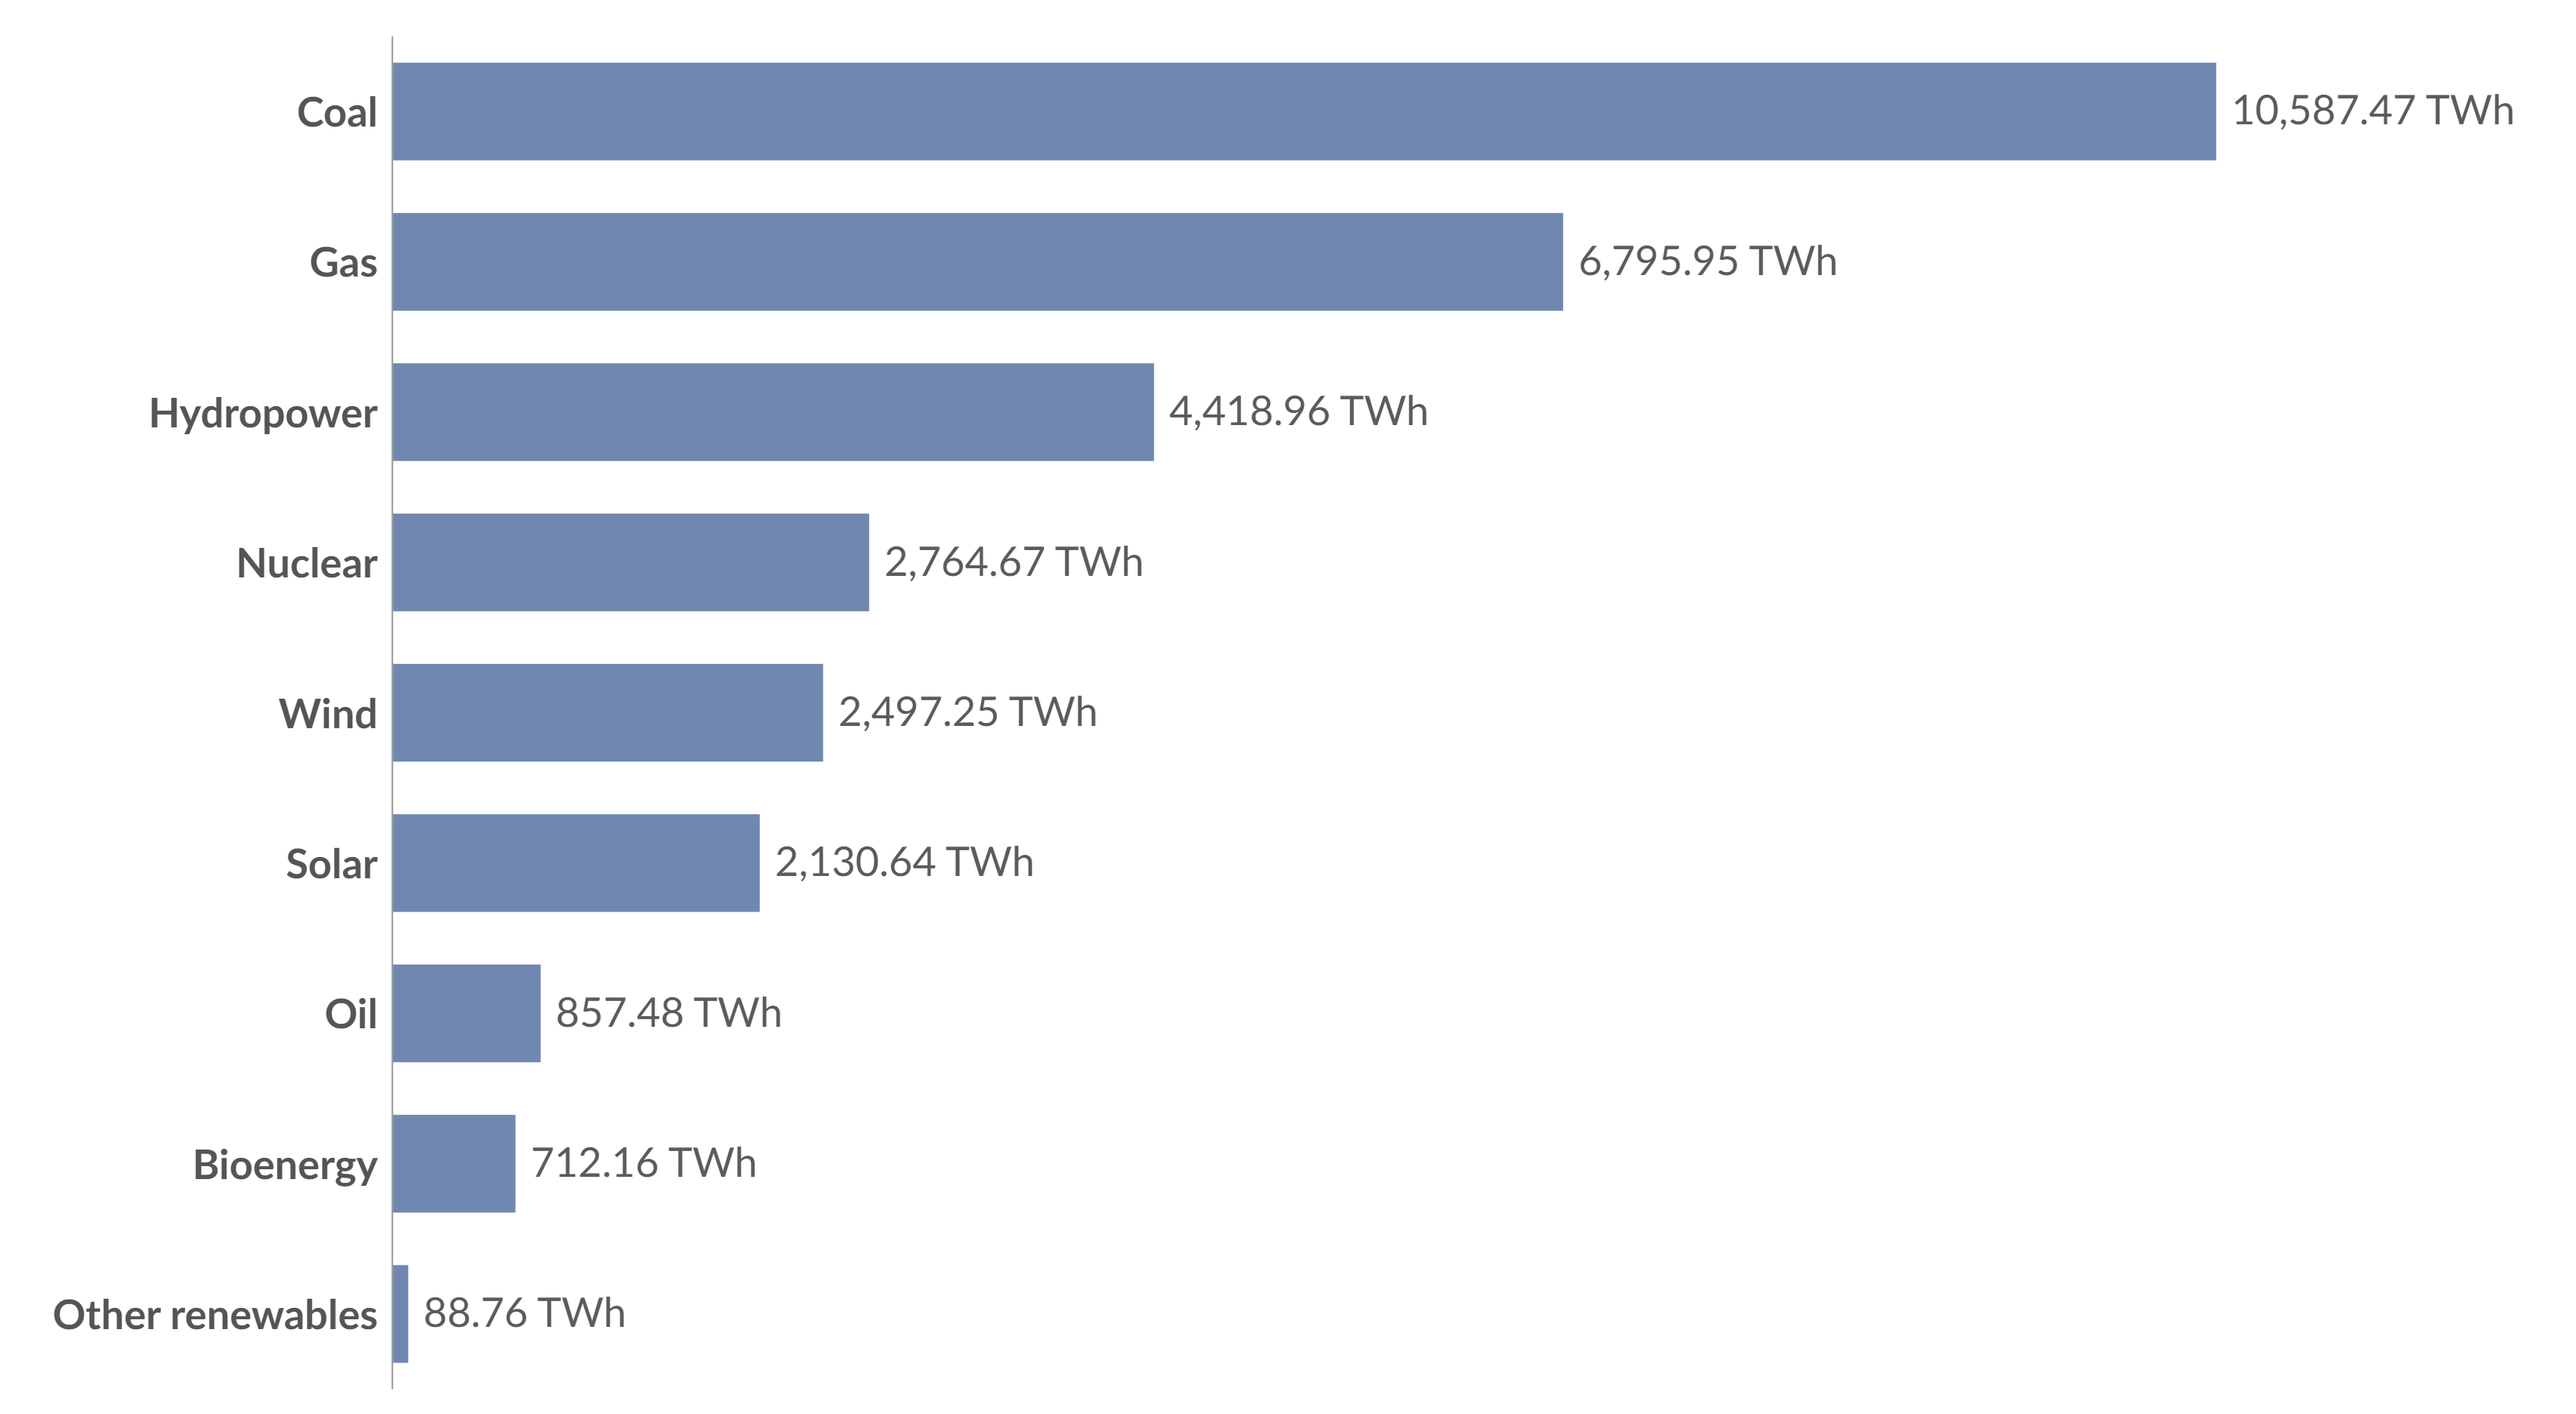 Coal 10,587.47 TWh
Gas 6,795.95 TWh
Hydropower 4,418.96 TWh
Nuclear 2,764.67 TWh
Wind 2,497.25 TWh
Solar 2,130.64 TWh
Oil 857.48 TWh
Bioenergy 712.16 TWh
Other renewables 88.76 TWh